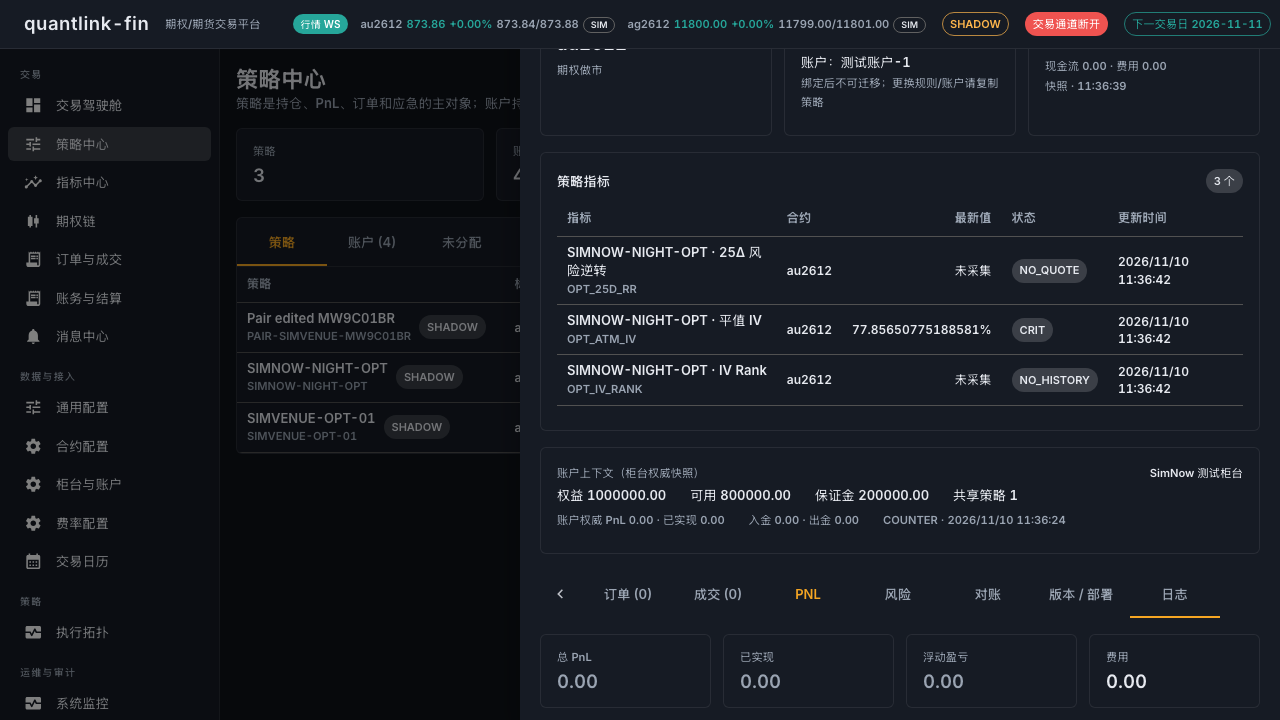 quantlink-fin 期权/期货交易平台 行情 WS au2612 873.86 +0.00% 873.84/873.88 SIM ag2612 11800.00 +0.00% 11799.00/11801.00 SIM SHADOW 交易通道断开 下一交易日 2026-11-11
交易
交易驾驶舱
策略中心
指标中心
期权链
订单与成交
账务与结算
消息中心
数据与接入
通用配置
合约配置
柜台与账户
费率配置
交易日历
策略
执行拓扑
运维与审计
系统监控
策略中心
策略是持仓、PnL、订单和应急的主对象；账户持
策略
3
策略 账户 (4) 未分配
策略
Pair edited MW9C01BR
PAIR-SIMVENUE-MW9C01BR
SHADOW
SIMNOW-NIGHT-OPT
SIMNOW-NIGHT-OPT
SHADOW
SIMVENUE-OPT-01
SIMVENUE-OPT-01
SHADOW
期权做市
账户：测试账户-1
绑定后不可迁移；更换规则/账户请复制
策略
现金流 0.00 · 费用 0.00
快照 · 11:36:39
策略指标 3 个
指标 合约 最新值 状态 更新时间
SIMNOW-NIGHT-OPT · 25Δ 风
险逆转
OPT_25D_RR
au2612 未采集 NO_QUOTE 2026/11/10
11:36:42
SIMNOW-NIGHT-OPT · 平值 IV
OPT_ATM_IV
au2612 77.85650775188581% CRIT 2026/11/10
11:36:42
SIMNOW-NIGHT-OPT · IV Rank
OPT_IV_RANK
au2612 未采集 NO_HISTORY 2026/11/10
11:36:42
账户上下文（柜台权威快照） SimNow 测试柜台
权益 1000000.00 可用 800000.00 保证金 200000.00 共享策略 1
账户权威 PnL 0.00 · 已实现 0.00 入金 0.00 · 出金 0.00 COUNTER · 2026/11/10 11:36:24
订单 (0) 成交 (0) PNL 风险 对账 版本 / 部署 日志
总 PnL
0.00
已实现
0.00
浮动盈亏
0.00
费用
0.00